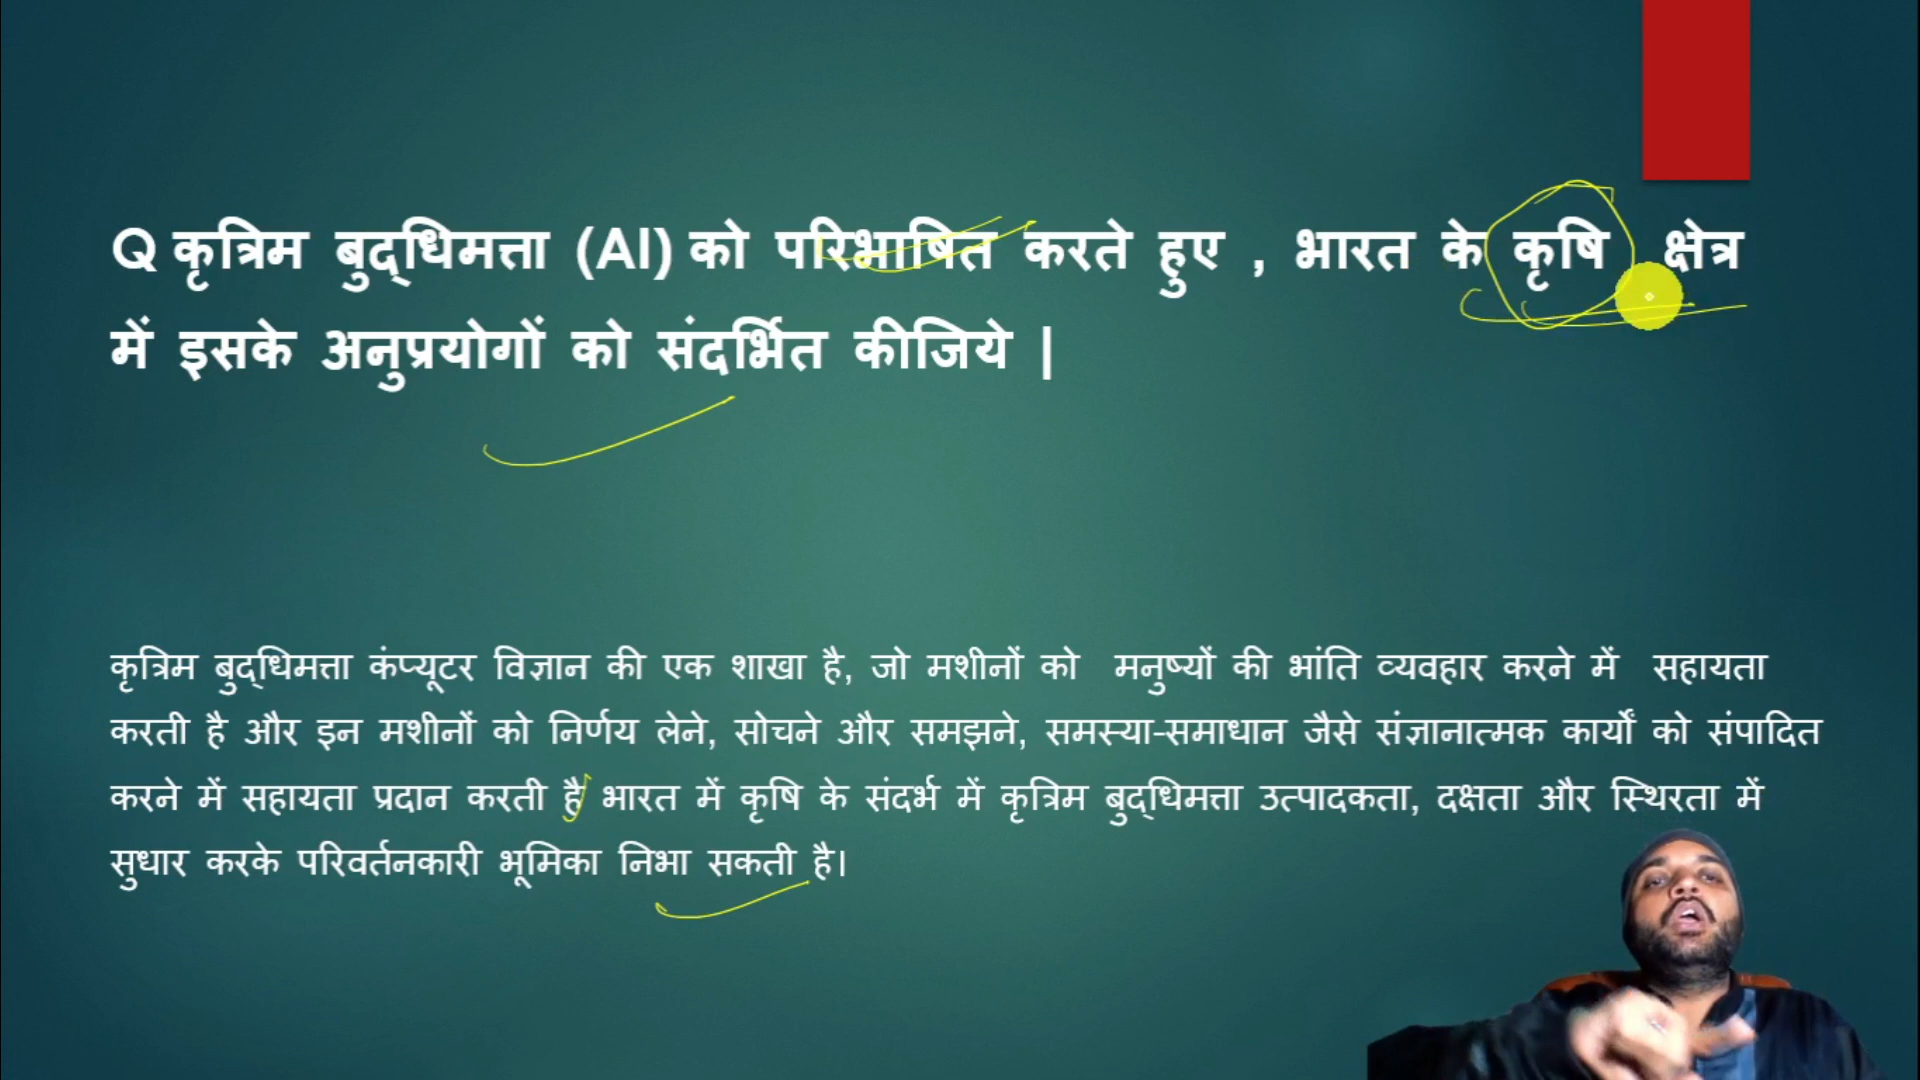 Q कृत्रिम बुद्धिमत्ता (AI) को परिभाषित करते हुए , भारत के कृषि क्षेत्र
में इसके अनुप्रयोगों को संदर्भित कीजिये |
कृत्रिम बुद्धिमत्ता कंप्यूटर विज्ञान की एक शाखा है, जो मशीनों को मनुष्यों की भांति व्यवहार करने में सहायता
करती है और इन मशीनों को निर्णय लेने, सोचने और समझने, समस्या-समाधान जैसे संज्ञानात्मक कार्यों को संपादित
करने में सहायता प्रदान करती है भारत में कृषि के संदर्भ में कृत्रिम बुद्धिमत्ता उत्पादकता, दक्षता और स्थिरता में
सुधार करके परिवर्तनकारी भूमिका निभा सकती है।